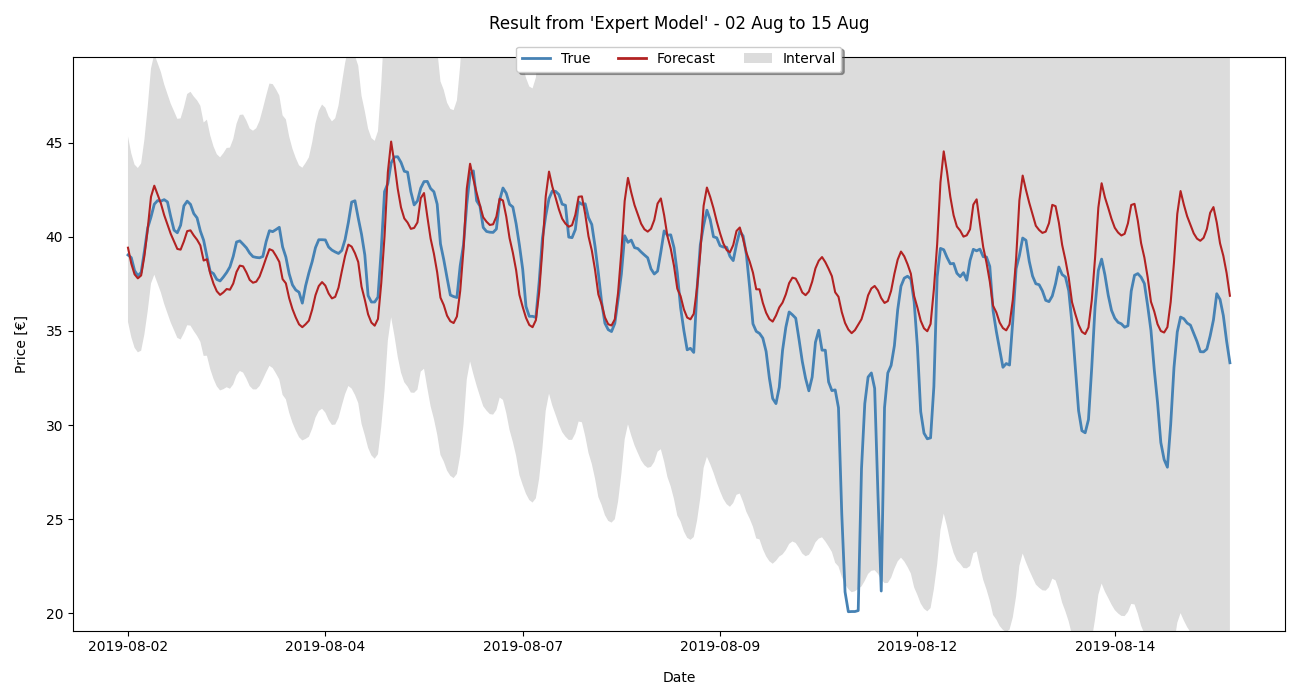 Result from 'Expert Model' - 02 Aug to 15 Aug
True Forecast Interval
45
40
35
30
25
20
Price [€]
2019-08-02 2019-08-04 2019-08-07 2019-08-09 2019-08-12 2019-08-14
Date